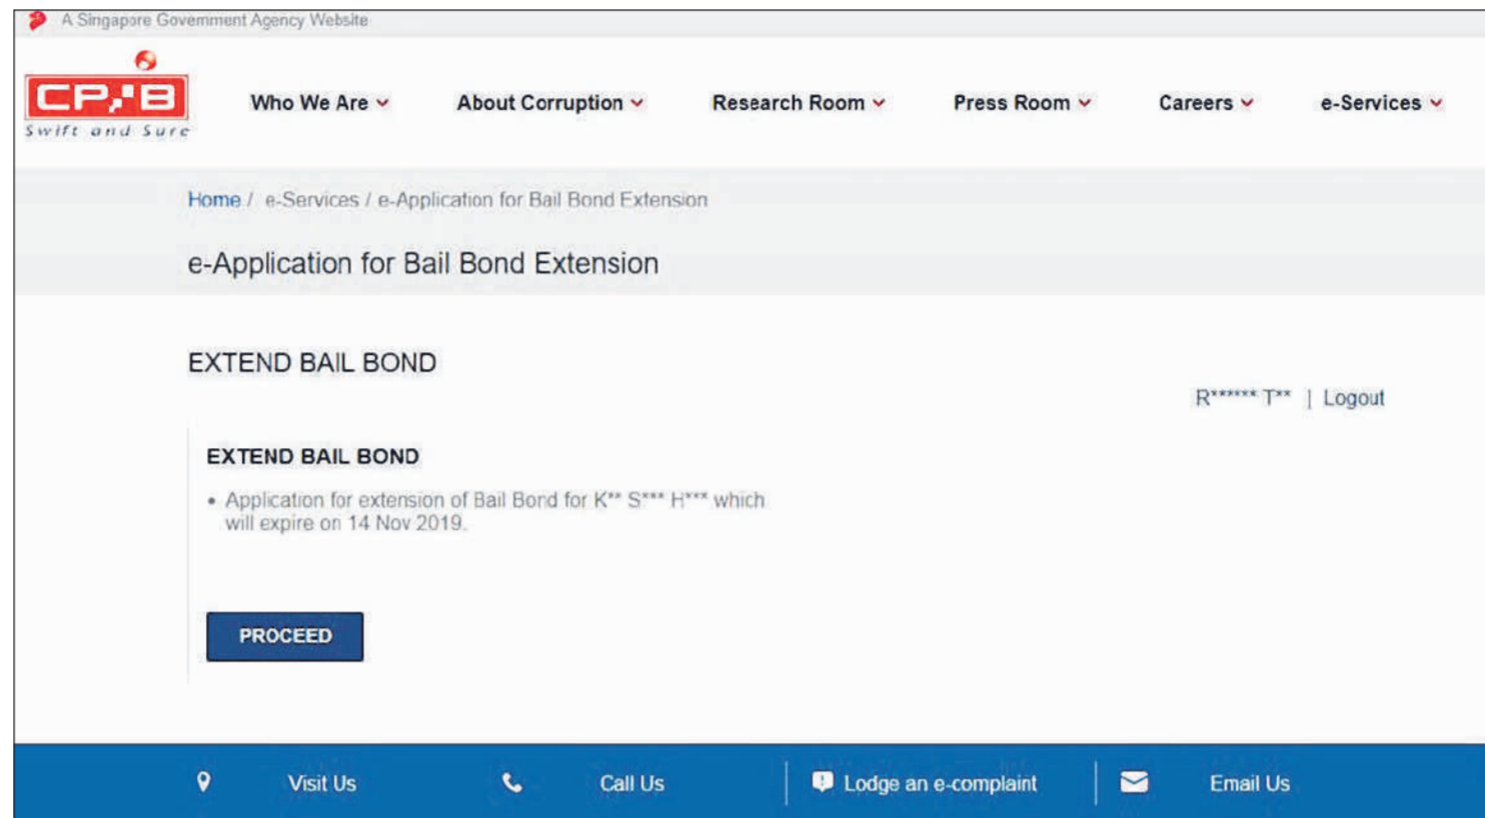 A Singapore Government Agency Website
CPIB
Swift and Sure
Who We Are
About Corruption
Research Room
Press Room
Careers
e-Services
Home / e-Services / e-Application for Bail Bond Extension
e-Application for Bail Bond Extension
EXTEND BAIL BOND
R****** T** | Logout
EXTEND BAIL BOND
• Application for extension of Bail Bond for K** S*** H*** which
will expire on 14 Nov 2019.
PROCEED
Visit Us
Call Us
Lodge an e-complaint
Email Us